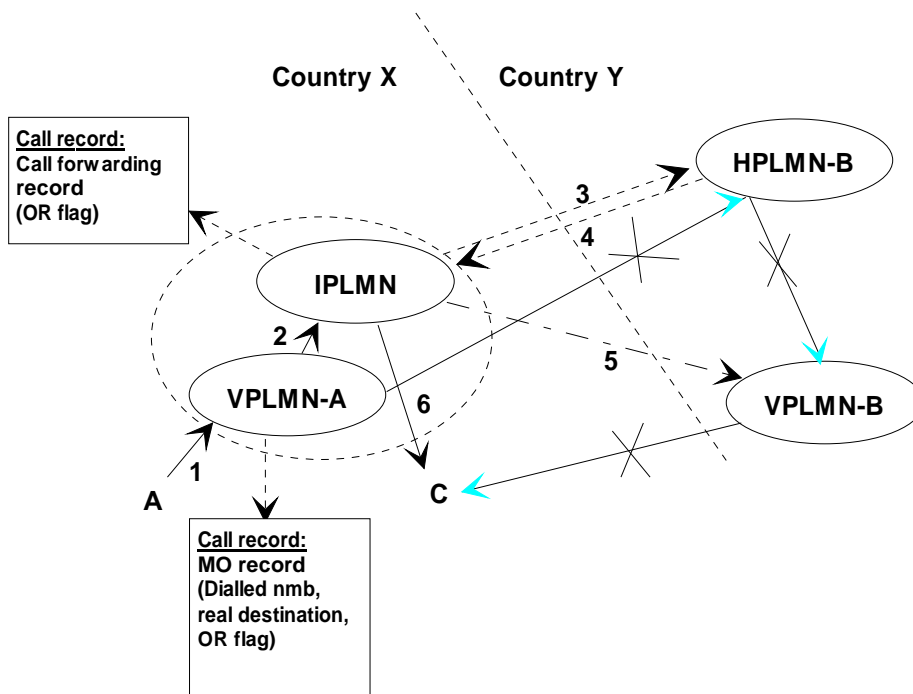 Country X
Country Y
Call record:
Call forwarding
record
(OR flag)
HPLMN-B
3
4
IPLMN
2
5
VPLMN-A
6
VPLMN-B
1
A
C
Call record:
MO record
(Dialled nmb,
real destination,
OR flag)